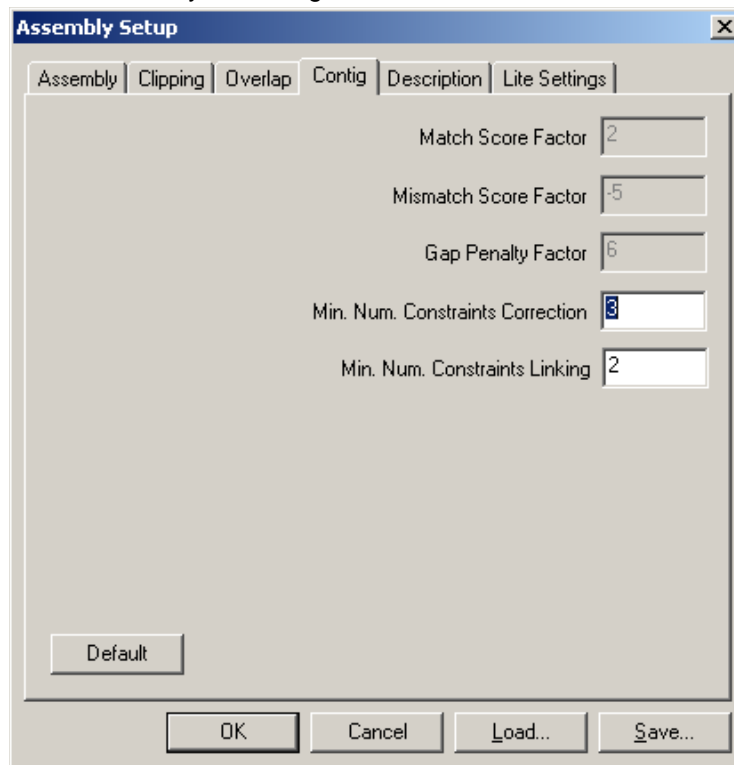 Assembly Setup
Assembly Clipping Overlap Contig Description Lite Settings
Match Score Factor 2
Mismatch Score Factor -5
Gap Penalty Factor 6
Min. Num. Constraints Correction 3
Min. Num. Constraints Linking 2
Default
OK Cancel Load... Save...